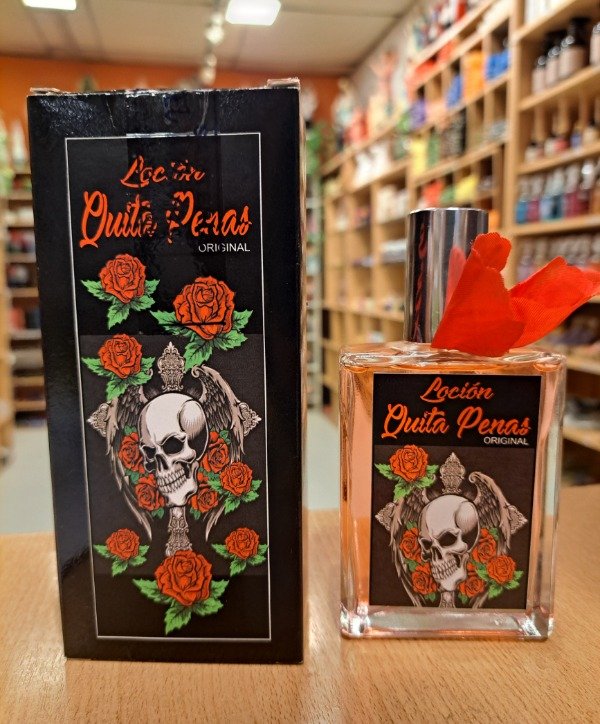 Loción
Quita Penas
ORIGINAL
Loción
Quita Penas
ORIGINAL